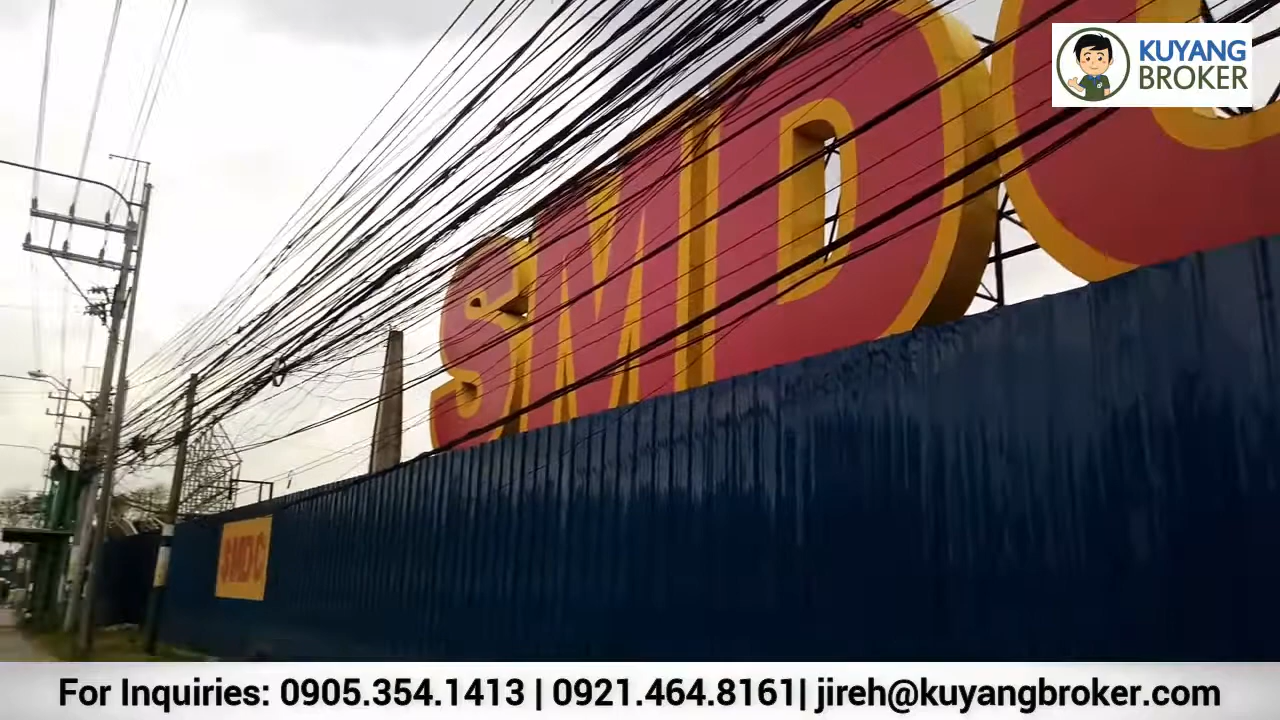 KUYANG
BROKER
SMDC
SMDC
For Inquiries: 0905.354.1413 | 0921.464.8161| jireh@kuyangbroker.com